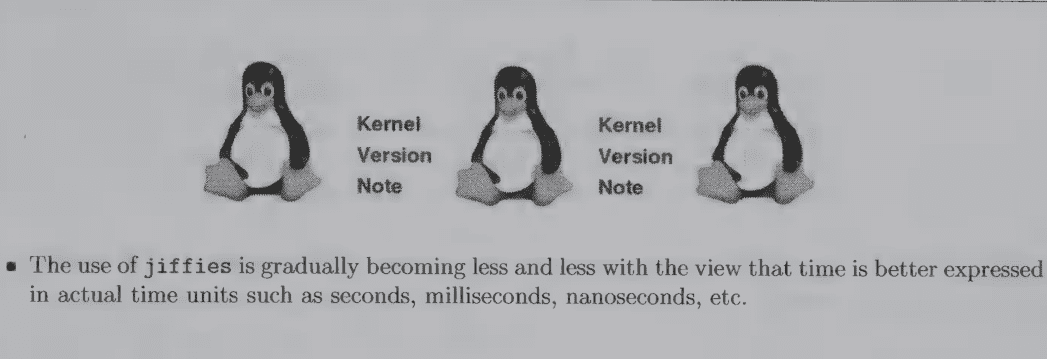 Kernel Version Note
Kernel Version Note
The use of jiffies is gradually becoming less and less with the view that time is better expressed
in actual time units such as seconds, milliseconds, nanoseconds, etc.